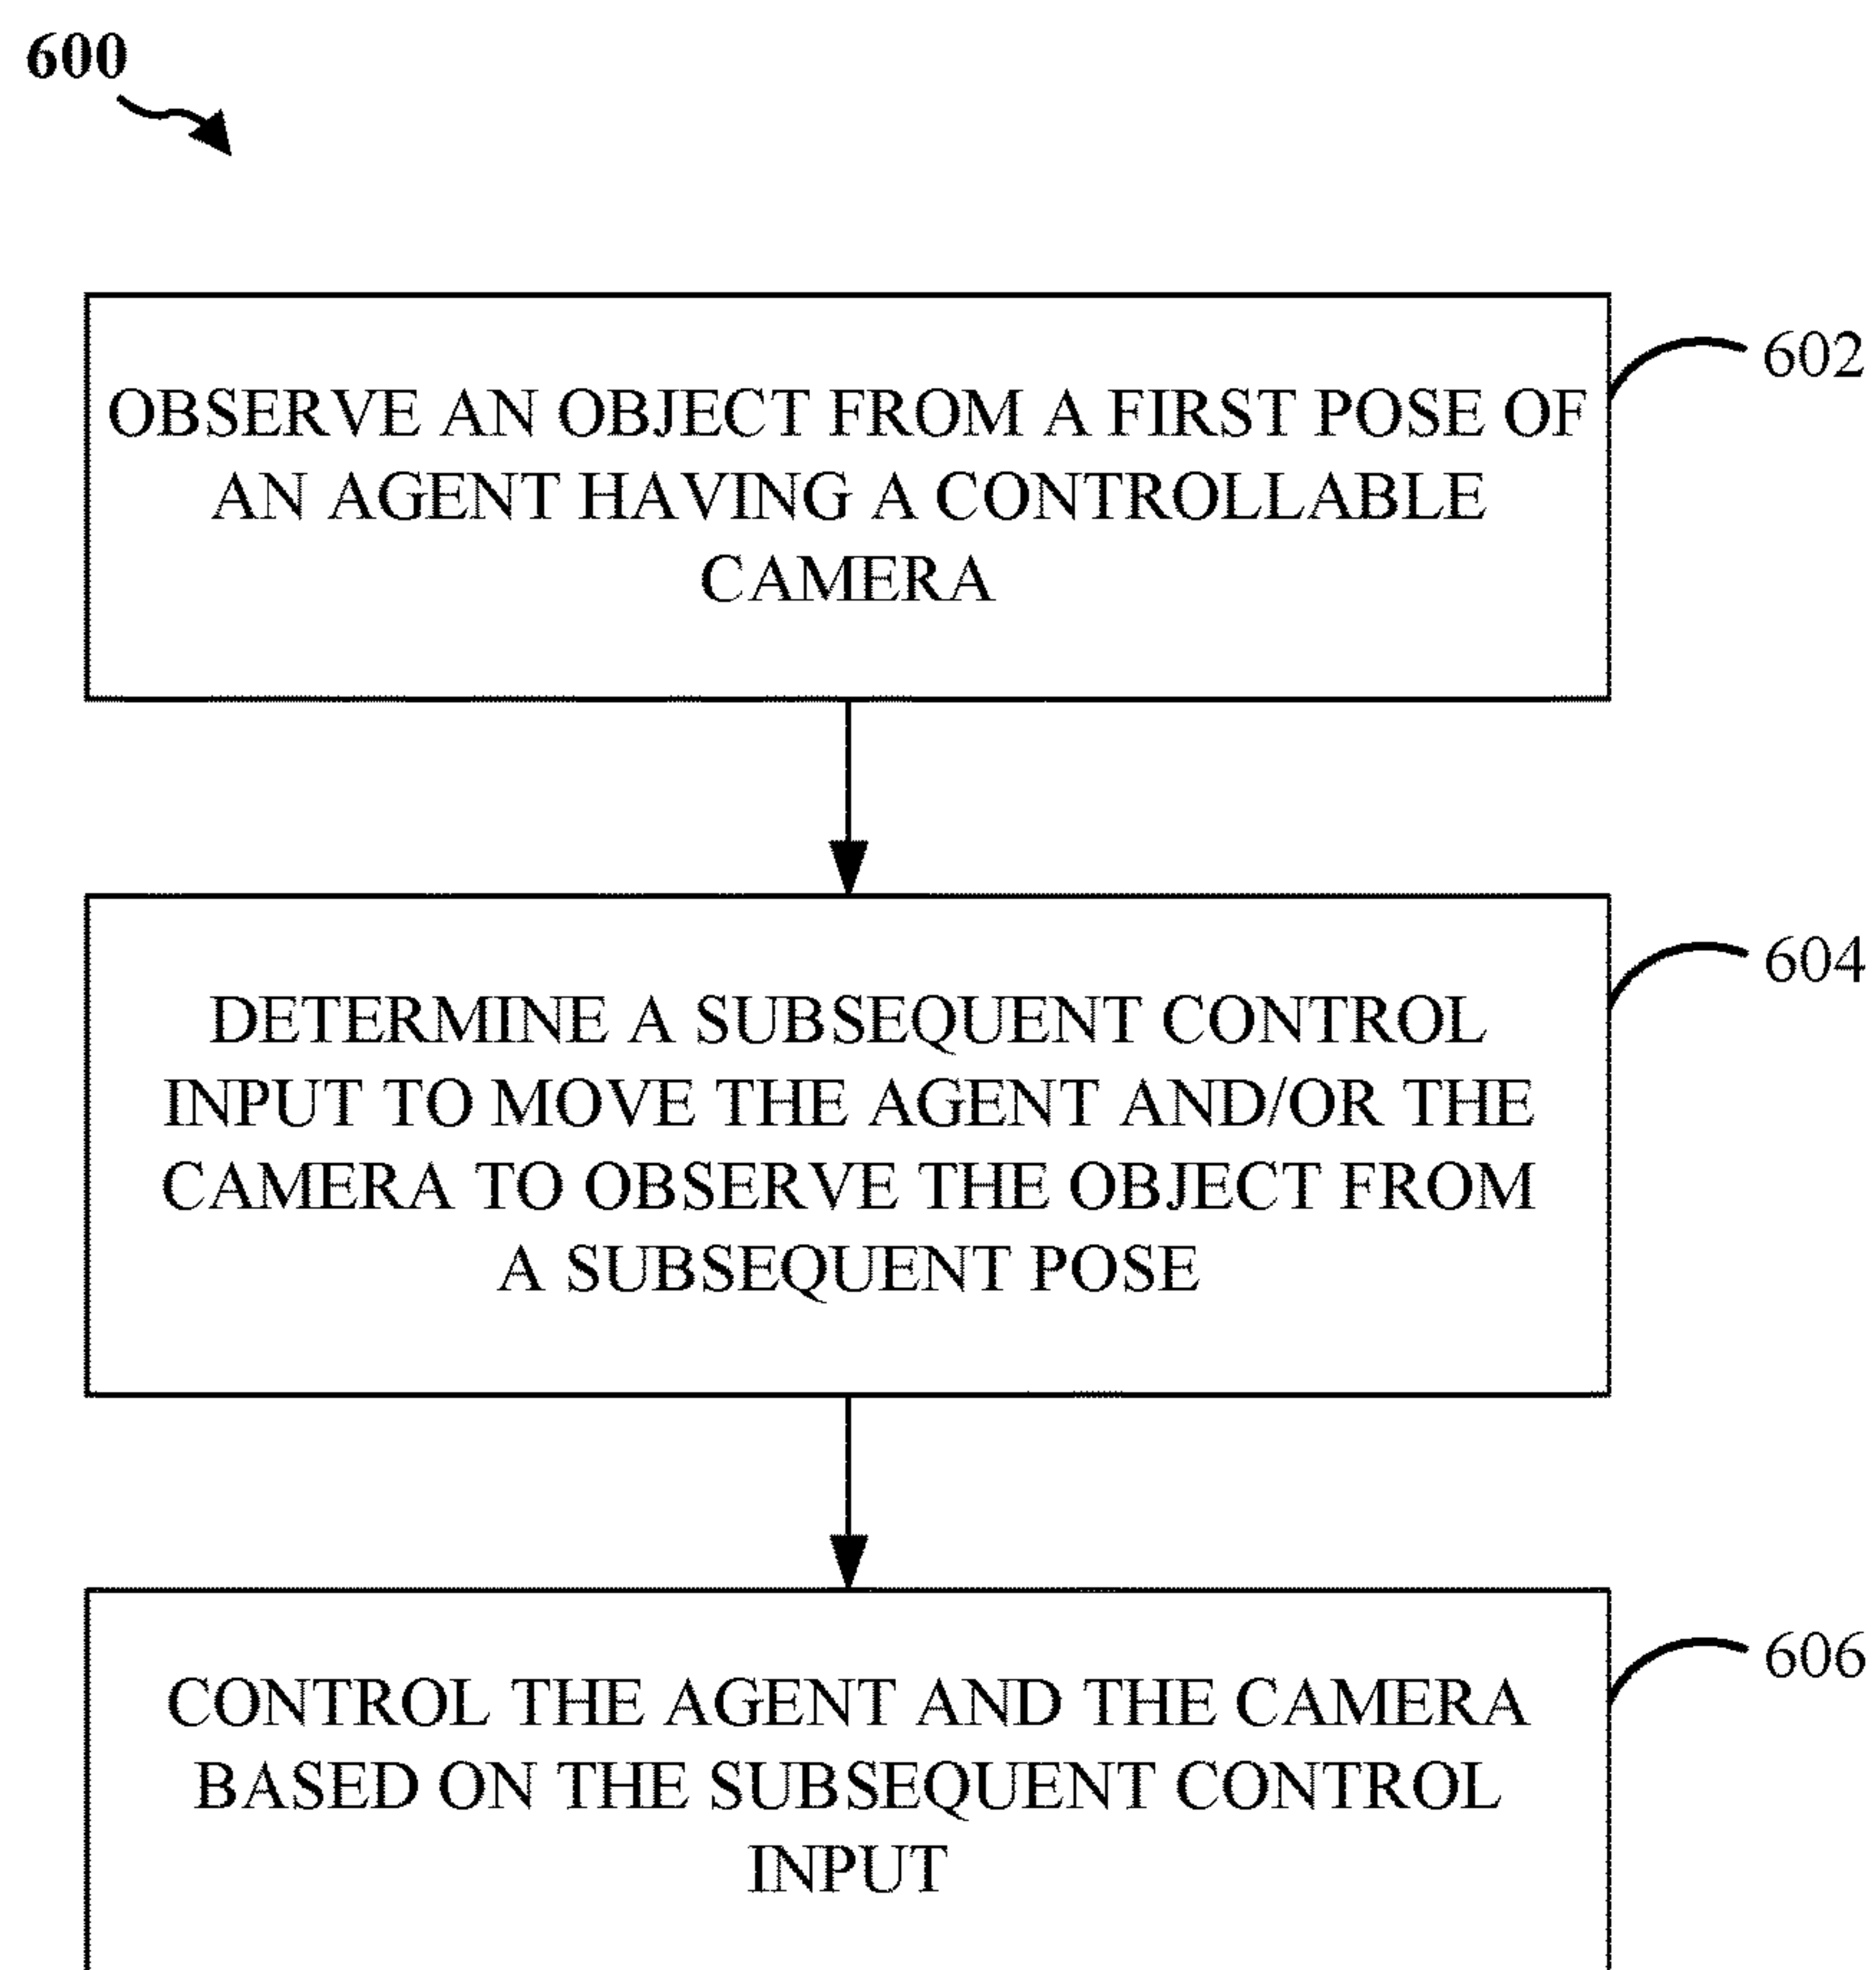 600
602
OBSERVE AN OBJECT FROM A FIRST POSE OF
AN AGENT HAVING A CONTROLLABLE
CAMERA
604
DETERMINE A SUBSEQUENT CONTROL
INPUT TO MOVE THE AGENT AND/OR THE
CAMERA TO OBSERVE THE OBJECT FROM
A SUBSEQUENT POSE
606
CONTROL THE AGENT AND THE CAMERA
BASED ON THE SUBSEQUENT CONTROL
INPUT